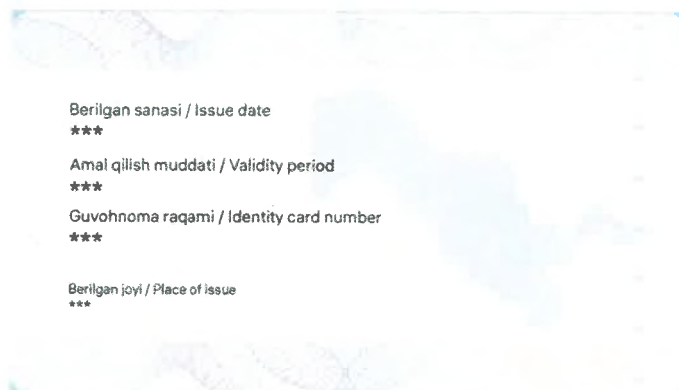 Berilgan sanasi / Issue date
***
Amal qilish muddati / Validity period
***
Guvohnoma raqami / Identity card number
***
Berilgan joyi / Place of issue
***